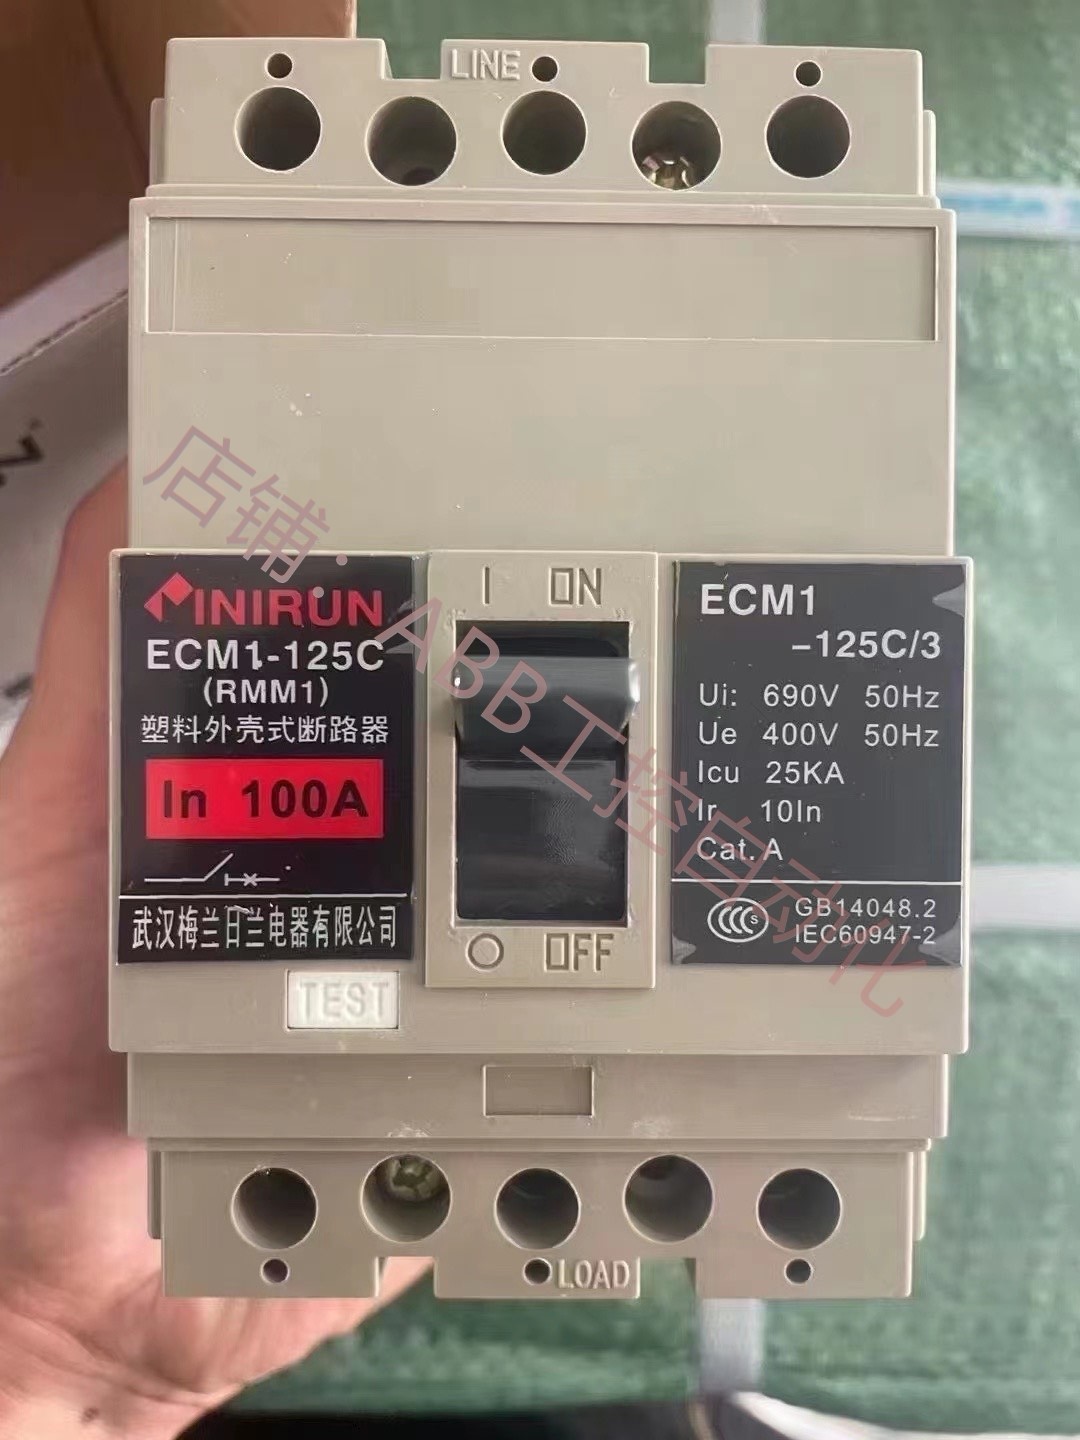 LINE
I ON
INIRUN
ECM1-125C
(RMM1)
塑料外壳式断路器
In 100A
武汉梅兰日兰电器有限公司
TEST
ECM1
-125C/3
Ui: 690V 50Hz
Ue 400V 50Hz
Icu 25KA
Ir 10In
Cat. A
CCC S
GB14048.2
IEC60947-2
O OFF
LOAD
店铺:ABB工控自动化